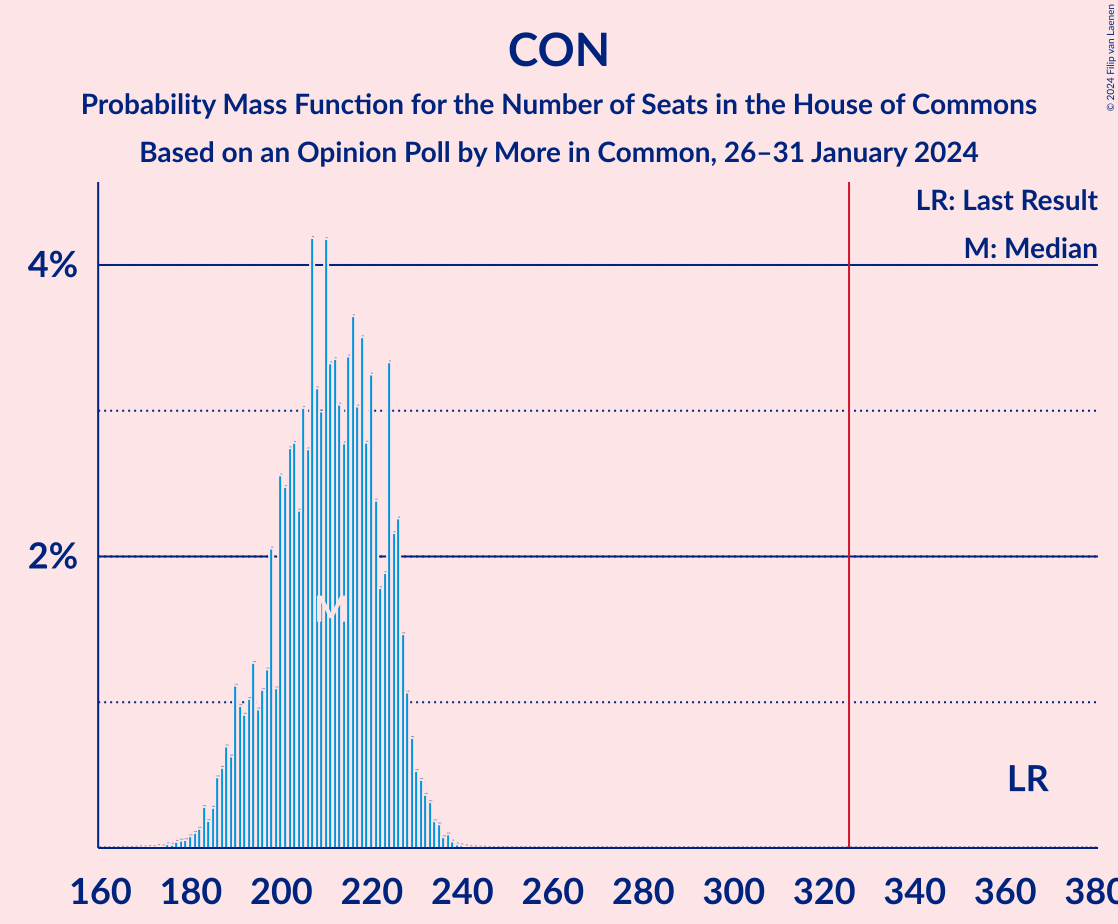 CON
Probability Mass Function for the Number of Seats in the House of Commons
Based on an Opinion Poll by More in Common, 26–31 January 2024
© 2024 Filip van Laenen
LR: Last Result
M: Median
4%
2%
M
LR
160 180 200 220 240 260 280 300 320 340 360 380